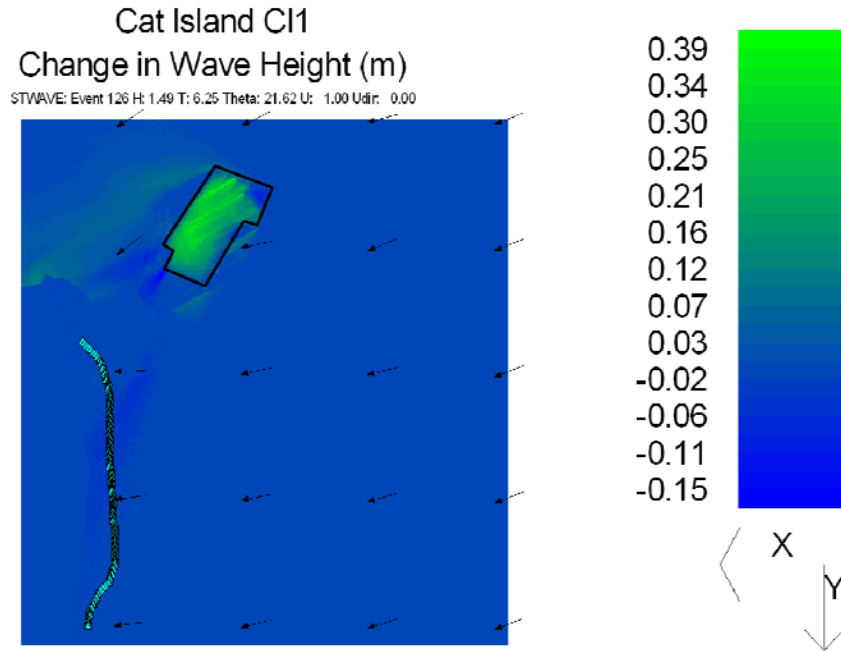 Cat Island CI1
Change in Wave Height (m)
STWAVE: Event 126 H: 1.49 T: 6.25 Theta: 21.62 U: 1.00 Udir: 0.00
0.39
0.34
0.30
0.25
0.21
0.16
0.12
0.07
0.03
-0.02
-0.06
-0.11
-0.15
X
Y